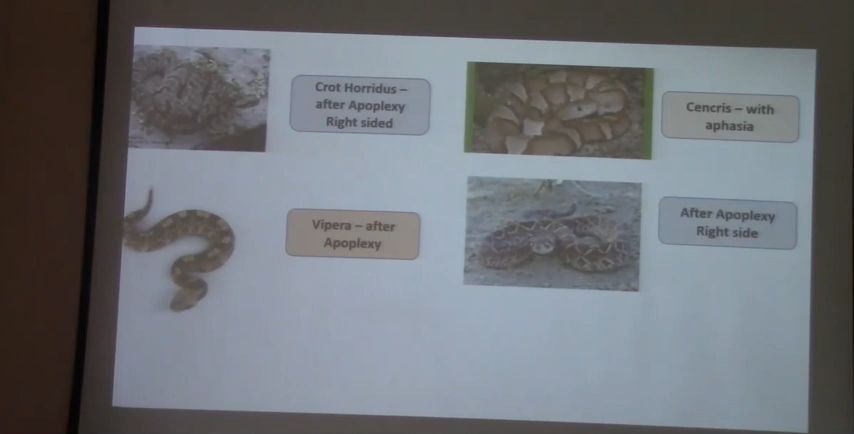 Crot Horridus –
after Apoplexy
Right sided
Cencris – with
aphasia
Vipera – after
Apoplexy
After Apoplexy
Right side